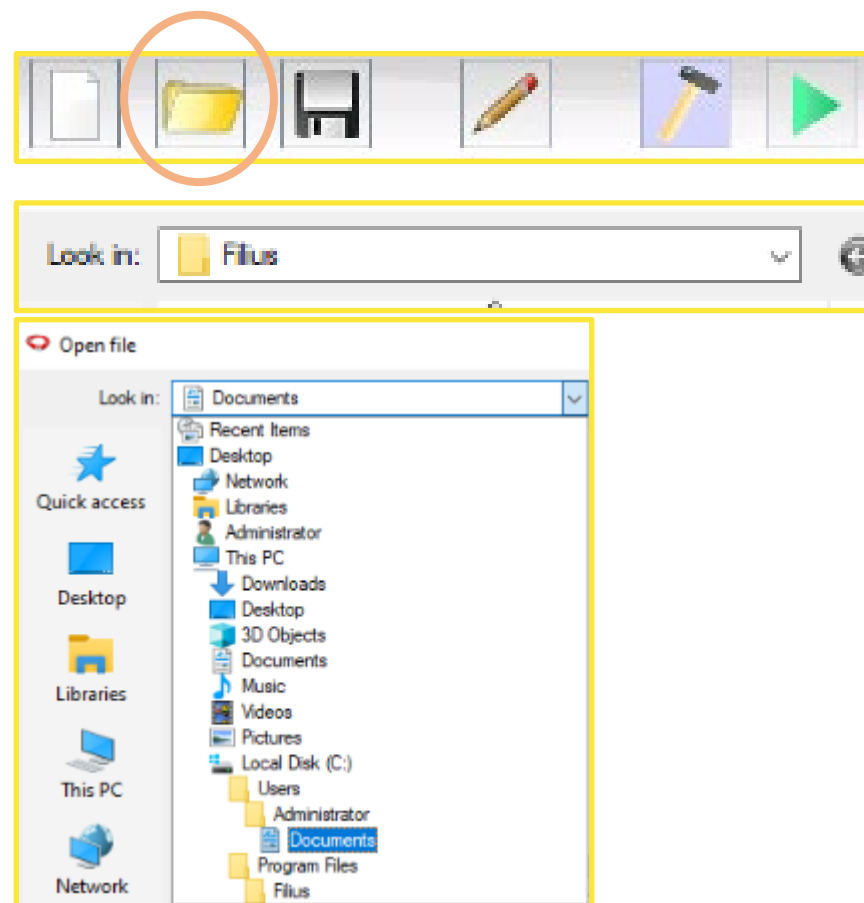 Look in: Filius
Open file
Look in: Documents
Recent Items
Desktop
Network
Quick access
Libraries
Administrator
This PC
Downloads
Desktop
Desktop
3D Objects
Documents
Libraries
Music
Videos
Pictures
Local Disk (C:)
This PC
Users
Administrator
Documents
Program Files
Network
Filius